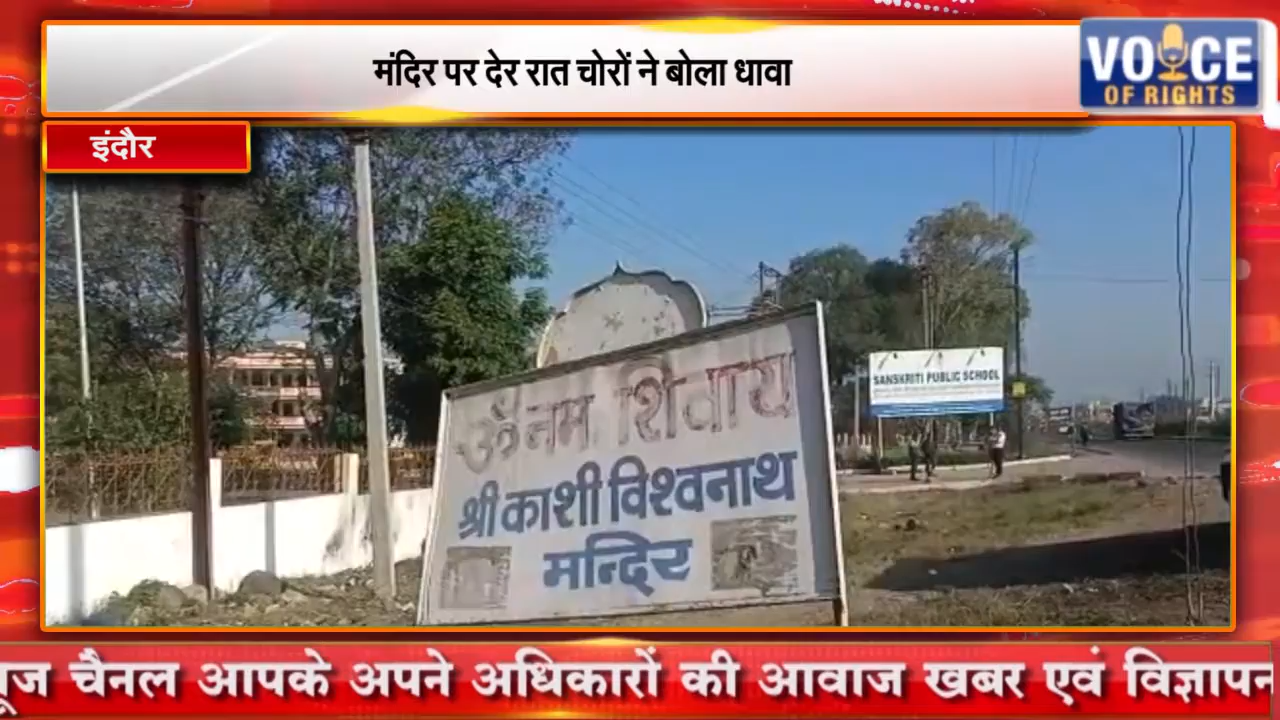 मंदिर पर देर रात चोरों ने बोला धावा
VOICE
OF RIGHTS
इंदौर
ॐ नमः शिवाय
श्री काशी विश्वनाथ
मन्दिर
SANSKRITI PUBLIC SCHOOL
चैनल आपके अपने अधिकारों की आवाज खबर एवं विज्ञापन